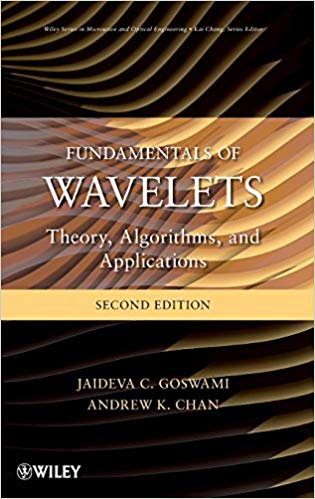 Wiley Series in Microwave and Optical Engineering • Kai Chang, Series Editor
FUNDAMENTALS OF
WAVELETS
Theory, Algorithms, and
Applications
SECOND EDITION
JAIDEVA C. GOSWAMI
ANDREW K. CHAN
WILEY